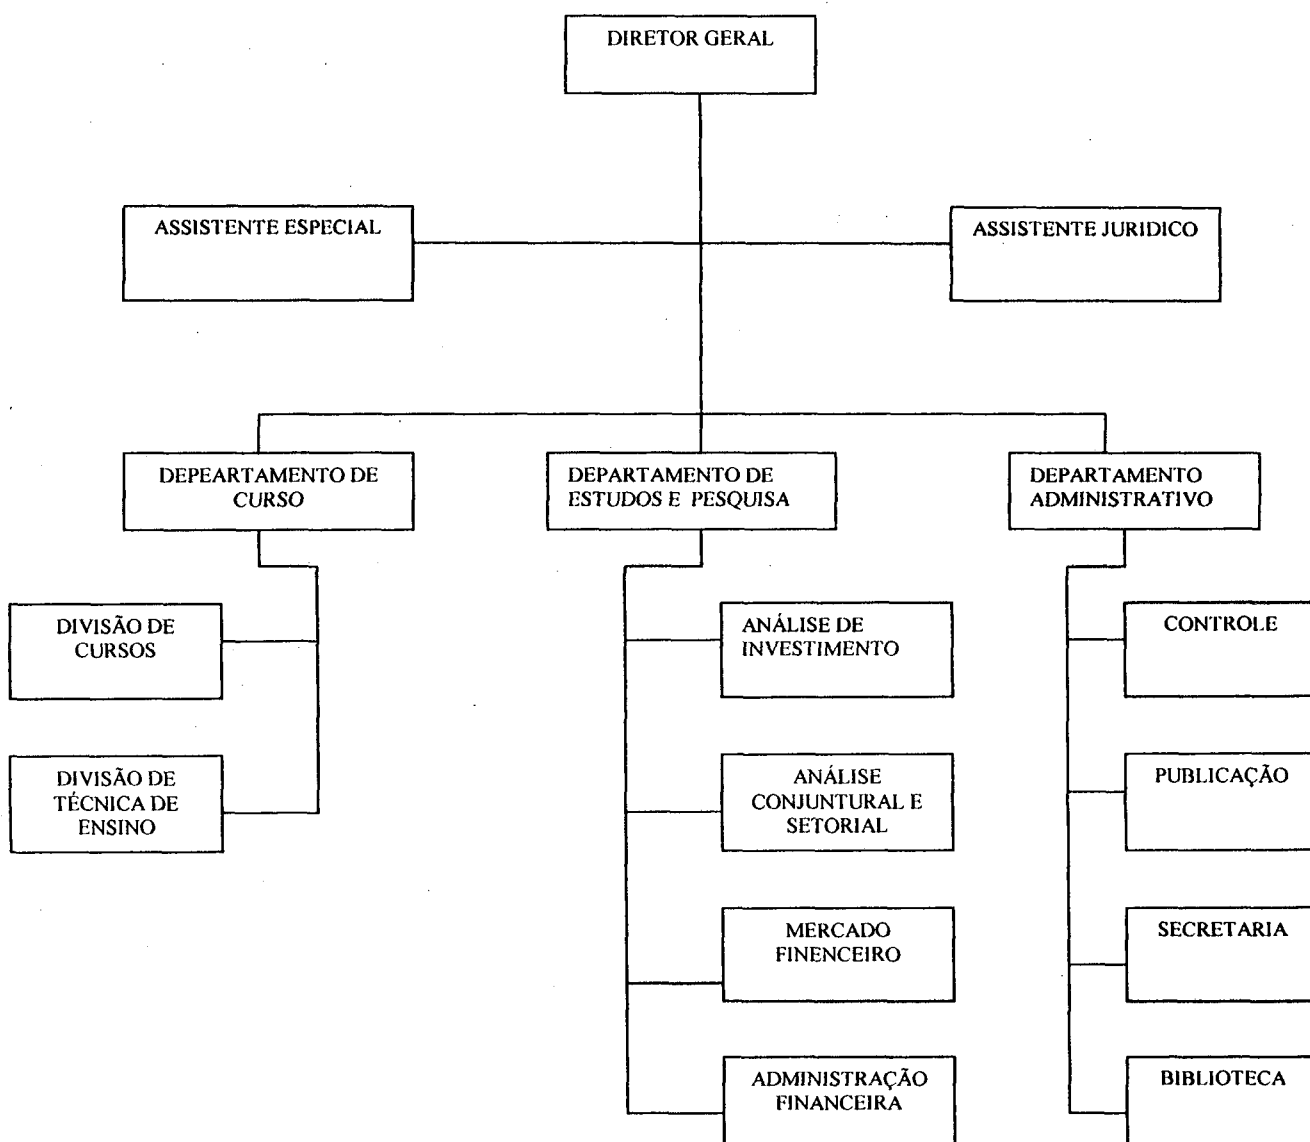 DIRETOR GERAL
ASSISTENTE ESPECIAL
ASSISTENTE JURIDICO
DEPEARTAMENTO DE
CURSO
DEPARTAMENTO DE
ESTUDOS E PESQUISA
DEPARTAMENTO
ADMINISTRATIVO
DIVISÃO DE
CURSOS
ANÁLISE DE
INVESTIMENTO
CONTROLE
DIVISÃO DE
TÉCNICA DE
ENSINO
ANÁLISE
CONJUNTURAL E
SETORIAL
PUBLICAÇÃO
MERCADO
FINENCEIRO
SECRETARIA
ADMINISTRAÇÃO
FINANCEIRA
BIBLIOTECA